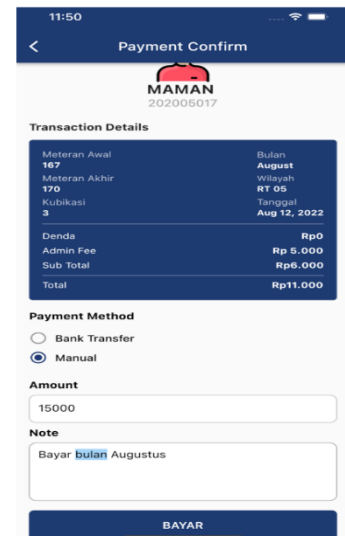 11:50
Payment Confirm
MAMAN
202005017
Transaction Details
Meteran Awal Bulan
167 August
Meteran Akhir Wilayah
170 RT 05
Kubikasi Tanggal
3 Aug 12, 2022
Denda Rp0
Admin Fee Rp 5.000
Sub Total Rp6.000
Total Rp11.000
Payment Method
Bank Transfer
Manual
Amount
15000
Note
Bayar bulan Augustus
BAYAR